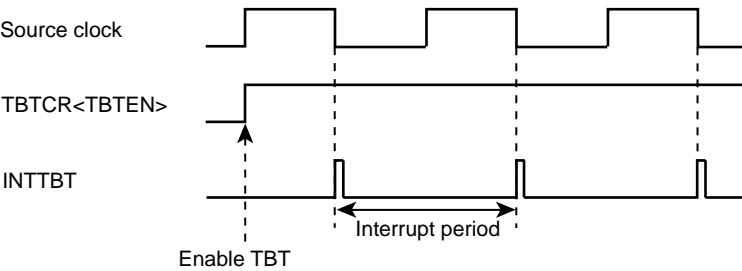 Source clock
TBTCR<TBTEN>
INTTBT
Interrupt period
Enable TBT